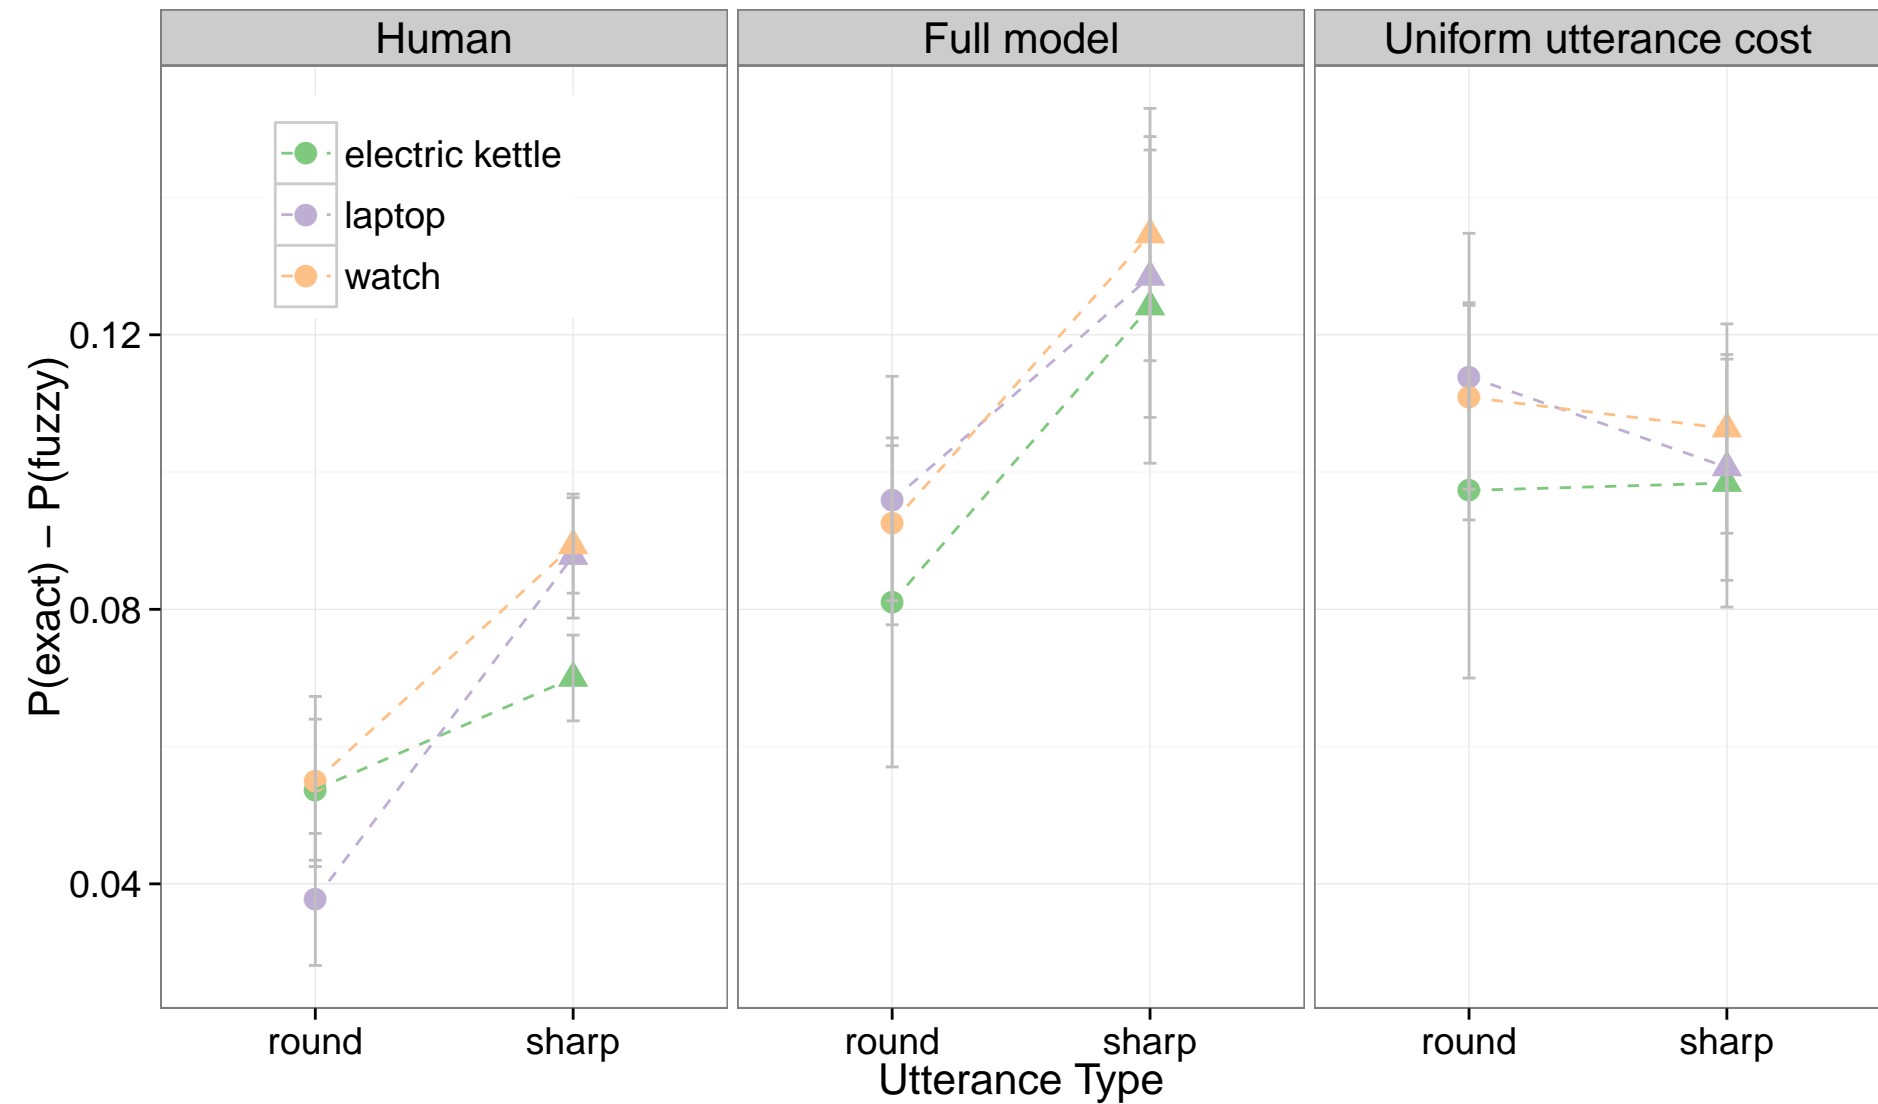 Human
Full model
Uniform utterance cost
electric kettle
laptop
watch
P(exact) − P(fuzzy)
0.12
0.08
0.04
round
sharp
round
sharp
round
sharp
Utterance Type